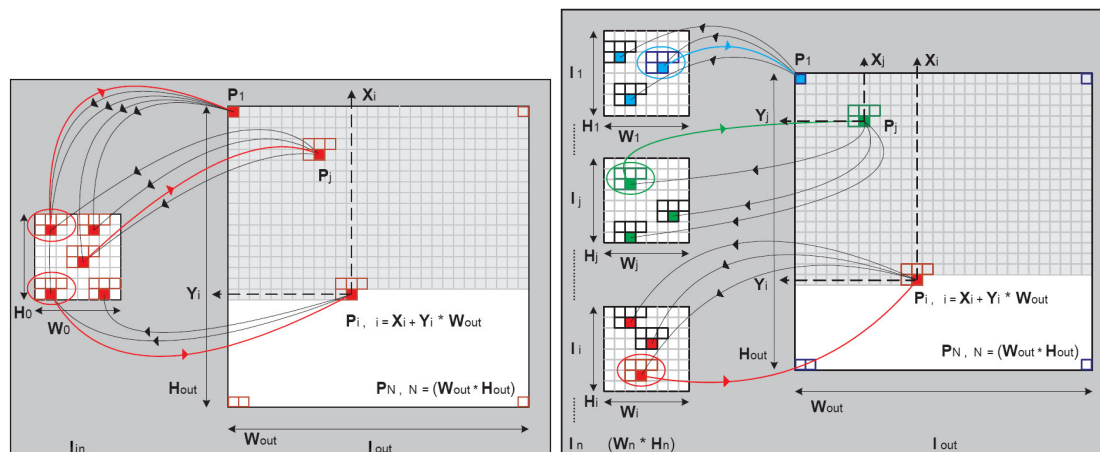 P1
Xi
Pj
H0
W0
Yi
Pi , i = Xi + Yi * Wout
Hout
PN, N = (Wout * Hout)
Wout
Iin
Iout
I1
H1
W1
P1
Xj
Xi
Yj
Pj
Ij
Hj
Wj
Yi
Pi , i = Xi + Yi * Wout
Ii
Hout
PN, N = (Wout * Hout)
Hi
Wi
Wout
In (Wn * Hn)
Iout